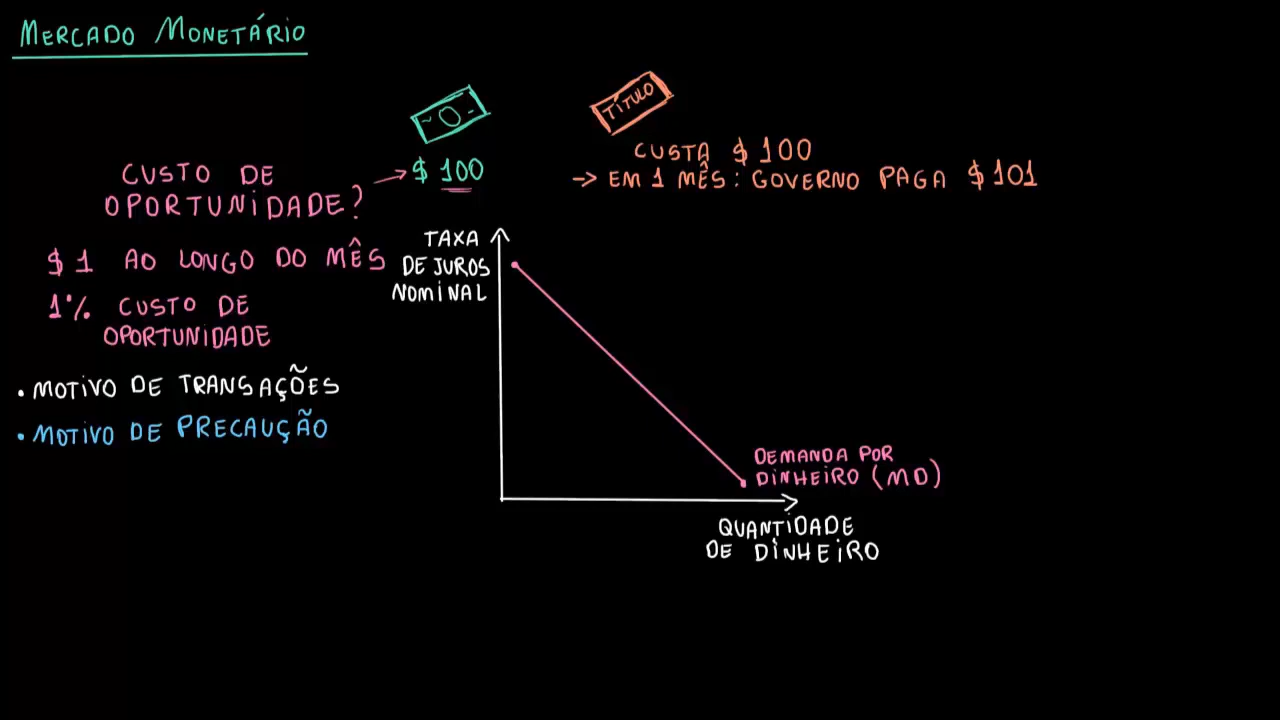 MERCADO MONETÁRIO
TÍTULO
CUSTO DE
OPORTUNIDADE?
$ 100
CUSTA $ 100
→ EM 1 MÊS: GOVERNO PAGA $ 101
$ 1 AO LONGO DO MÊS
1% CUSTO DE
OPORTUNIDADE
• MOTIVO DE TRANSAÇÕES
• MOTIVO DE PRECAUÇÃO
TAXA
DE JUROS
NOMINAL
DEMANDA POR
DINHEIRO (MD)
QUANTIDADE
DE DINHEIRO